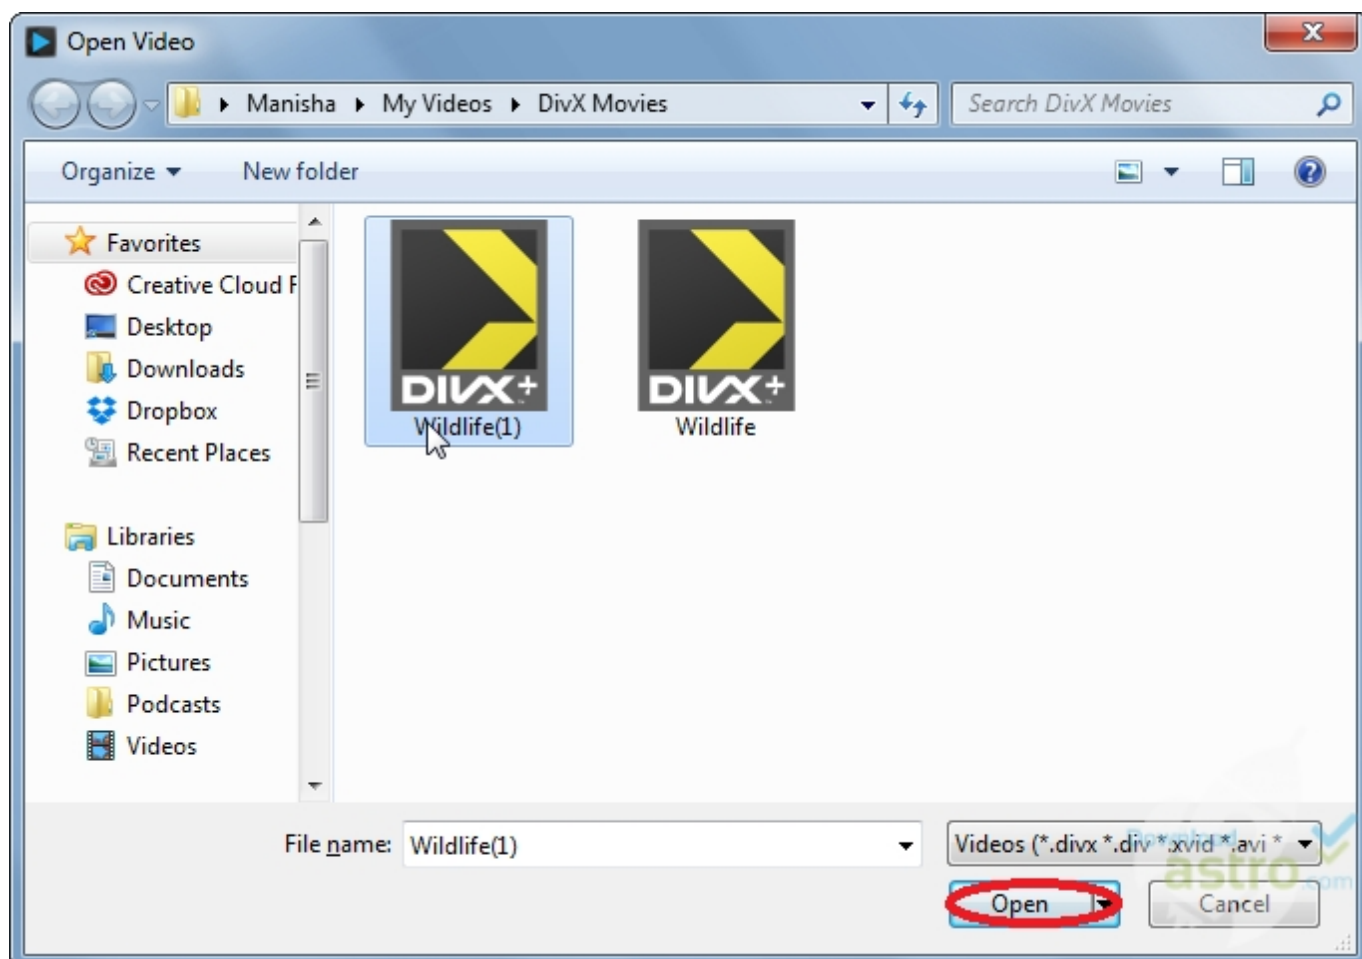 Open Video
Manisha My Videos DivX Movies
Search DivX Movies
Organize New folder
Favorites
Creative Cloud F
Desktop
Downloads
Dropbox
Recent Places
Libraries
Documents
Music
Pictures
Podcasts
Videos
DIVX+
Wildlife(1)
DIVX+
Wildlife
File name: Wildlife(1)
Videos (*.divx *.div *.xvid *.avi *
Download
astro.com
Open Cancel